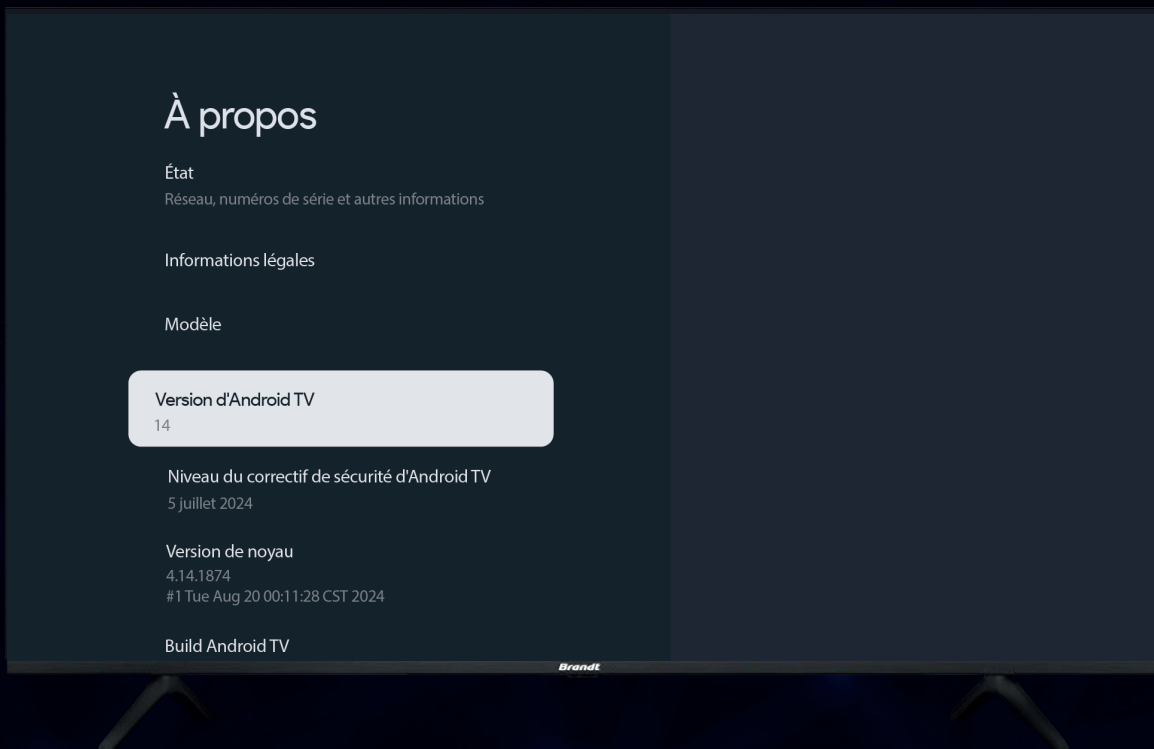 À propos
État
Réseau, numéros de série et autres informations
Informations légales
Modèle
Version d'Android TV
14
Niveau du correctif de sécurité d'Android TV
5 juillet 2024
Version de noyau
4.14.1874
#1 Tue Aug 20 00:11:28 CST 2024
Build Android TV
Brandt